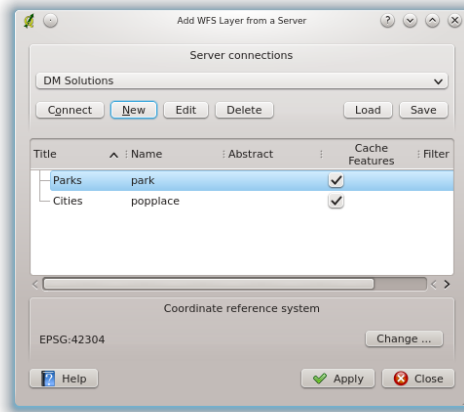 Add WFS Layer from a Server
Server connections
DM Solutions
Connect New Edit Delete Load Save
Title Name Abstract Cache Features Filter
Parks park
Cities popplace
Coordinate reference system
EPSG:42304 Change ...
Help Apply Close